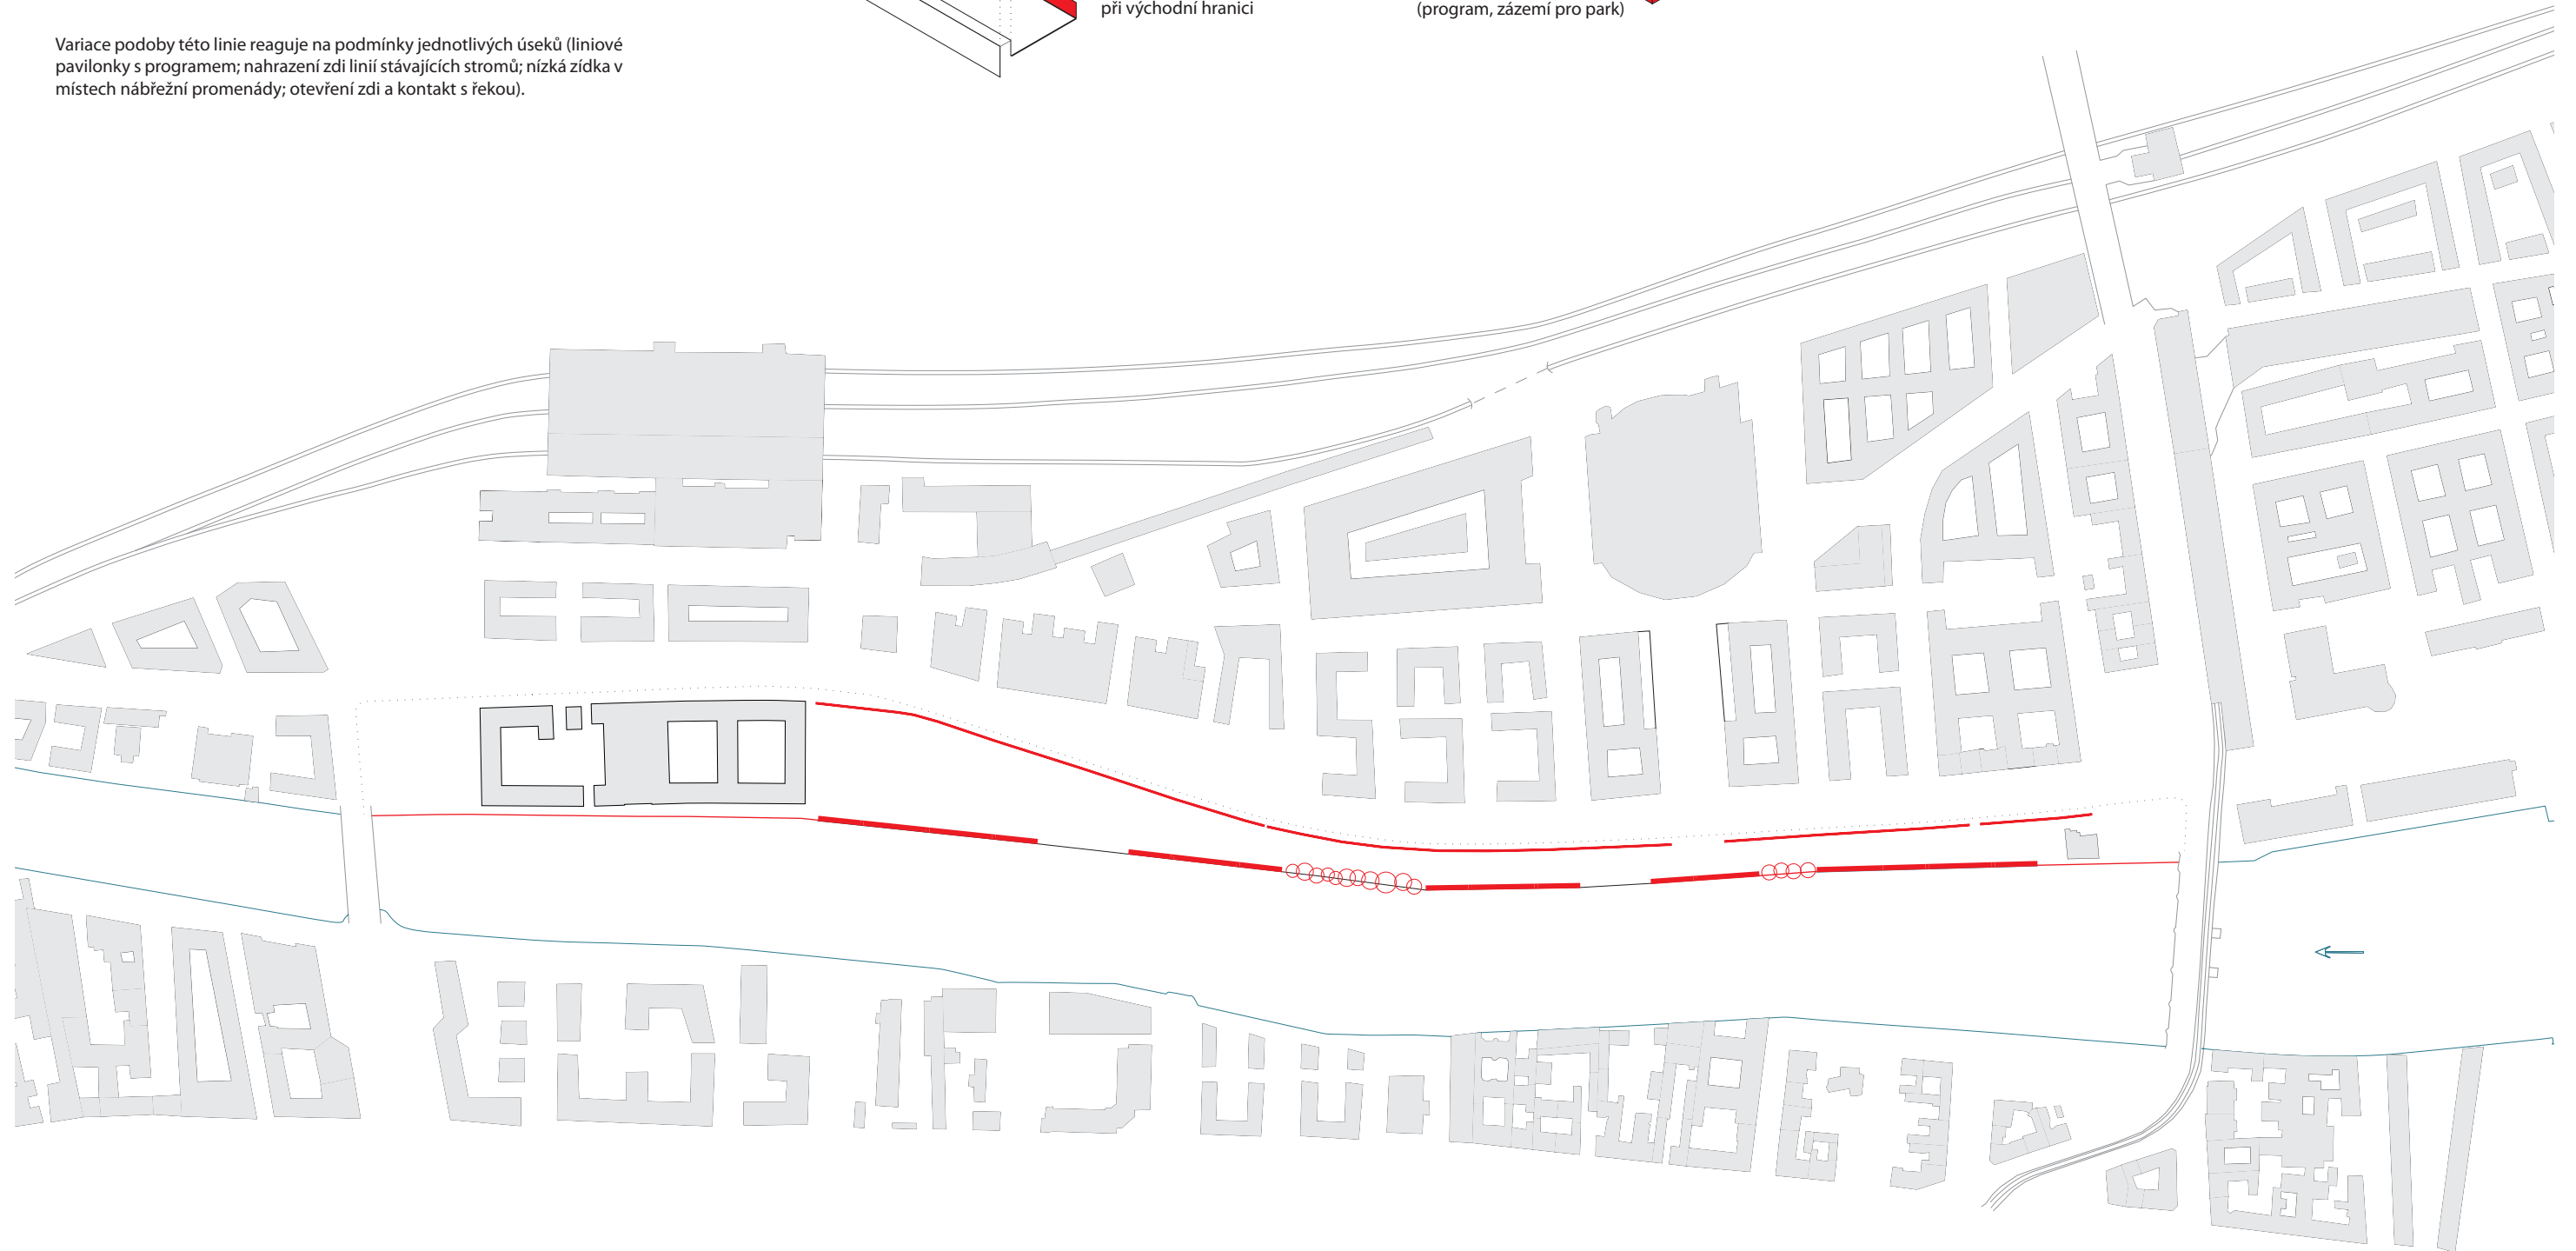 při východní hranici
(program, zázemí pro park)
Variace podoby této linie reaguje na podmínky jednotlivých úseků (liniové
pavilonky s programem; nahrazení zdi linií stávajících stromů; nízká zídka v
místech nábřežní promenády; otevření zdi a kontakt s řekou).